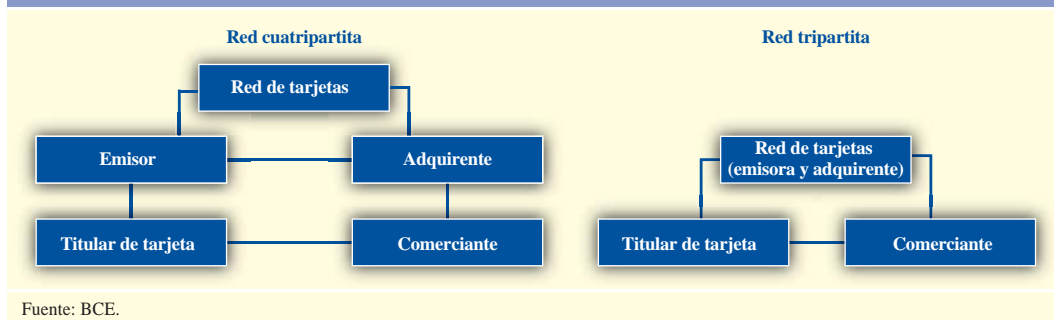 Red cuatripartita
Red de tarjetas
Emisor
Adquirente
Titular de tarjeta
Comerciante
Red tripartita
Red de tarjetas
(emisora y adquirente)
Titular de tarjeta
Comerciante
Fuente: BCE.